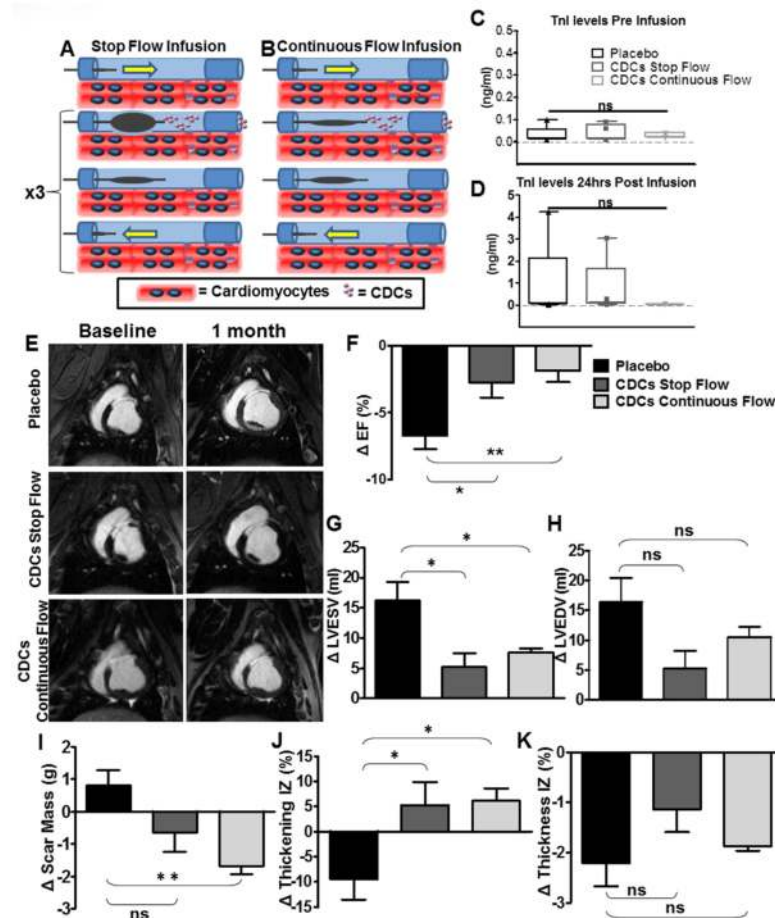 A Stop Flow Infusion
B Continuous Flow Infusion
x3
= Cardiomyocytes = CDCs
C TnI levels Pre Infusion
(ng/ml)
0.5
0.4
0.3
0.2
0.1
0.0
Placebo
CDCs Stop Flow
CDCs Continuous Flow
ns
D TnI levels 24hrs Post Infusion
(ng/ml)
5
4
3
2
1
0
ns
E Baseline 1 month
Placebo
CDCs Stop Flow
CDCs
Continuous Flow
F
Δ EF (%)
0
-5
-10
*
**
Placebo
CDCs Stop Flow
CDCs Continuous Flow
G
Δ LVESV (ml)
25
20
15
10
5
0
*
*
H
Δ LVEDV (ml)
25
20
15
10
5
0
ns
ns
I
Δ Scar Mass (g)
2
1
0
-1
-2
-3
**
ns
J
Δ Thickening IZ (%)
15
10
5
0
-5
-10
-15
*
*
K
Δ Thickness IZ (%)
0
-1
-2
-3
ns
ns